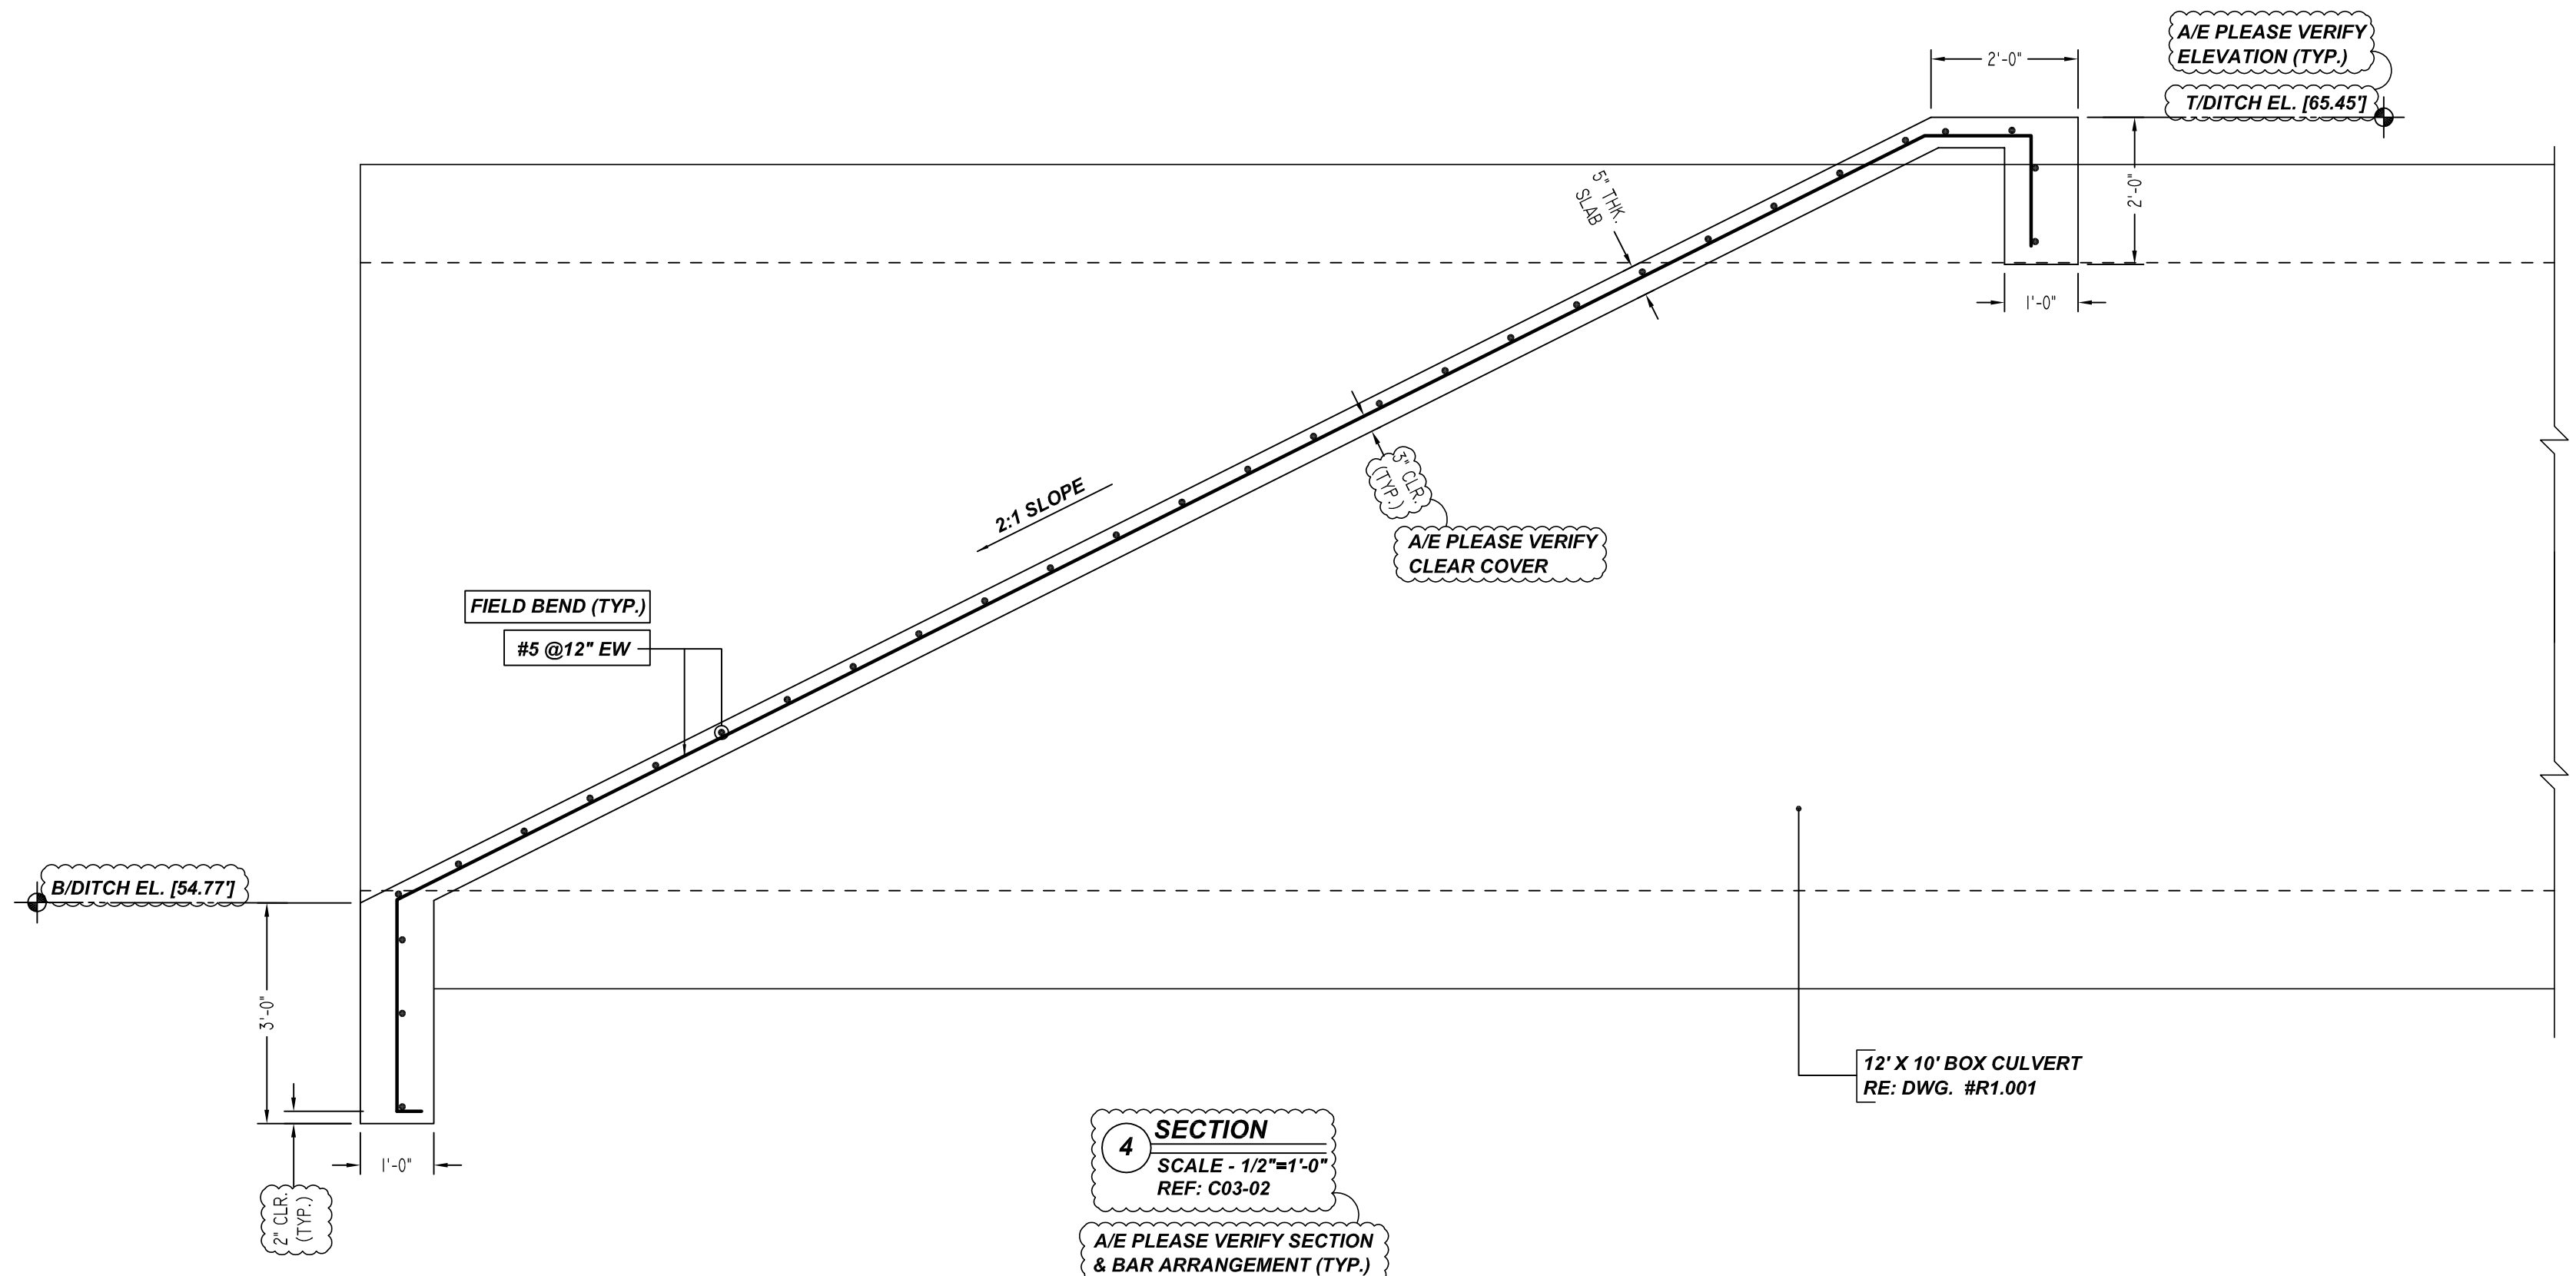 A/E PLEASE VERIFY
ELEVATION (TYP.)
2'-0"
T/DITCH EL. [65.45']
2'-0"
5" THK.
SLAB
1'-0"
3" CLR.
(TYP.)
2:1 SLOPE
A/E PLEASE VERIFY
CLEAR COVER
FIELD BEND (TYP.)
#5 @12" EW
B/DITCH EL. [54.77']
3'-0"
12' X 10' BOX CULVERT
RE: DWG. #R1.001
1'-0"
2" CLR.
(TYP.)
4
SECTION
SCALE - 1/2"=1'-0"
REF: C03-02
A/E PLEASE VERIFY SECTION
& BAR ARRANGEMENT (TYP.)